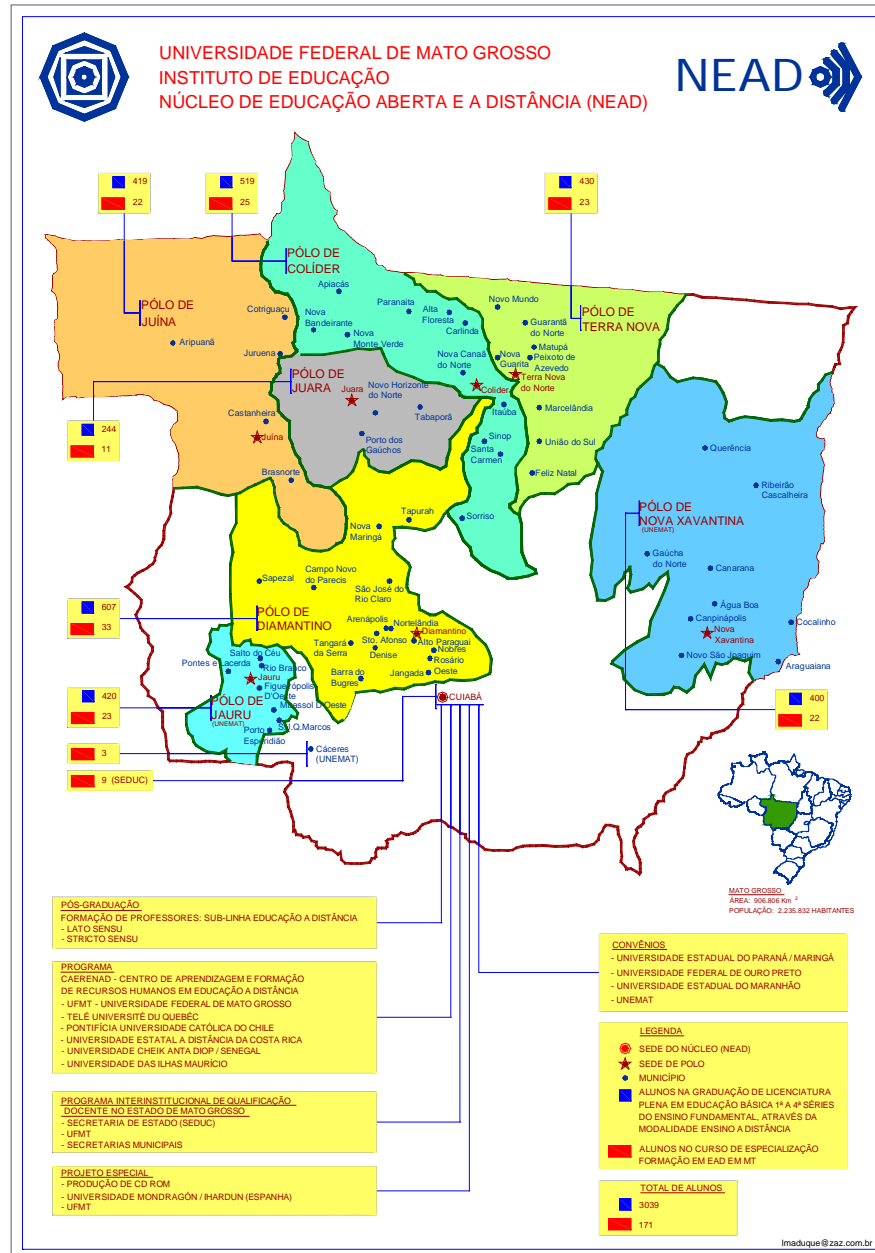 UNIVERSIDADE FEDERAL DE MATO GROSSO
INSTITUTO DE EDUCAÇÃO
NÚCLEO DE EDUCAÇÃO ABERTA E A DISTÂNCIA (NEAD)
NEAD
419
22
519
25
430
23
PÓLO DE
COLÍDER
Apiacás
PÓLO DE
JUÍNA
Cotriguaçu
Nova
Bandeirante
Paranaita
Alta
Floresta
Carlinda
Novo Mundo
Guarantã
do Norte
PÓLO DE
TERRA NOVA
Aripuanã
Nova
Monte Verde
Juruena
Matupá
Peixoto de
Azevedo
Nova Canaã
do Norte
Nova
Guarita
Terra Nova
do Norte
PÓLO DE
JUARA
Juara
Novo Horizonte
do Norte
Colider
Tabaporã
Itaúba
Marcelândia
244
11
Castanheira
Juína
Porto dos
Gaúchos
Sinop
Santa
Carmen
União do Sul
Querência
Brasnorte
Feliz Natal
Ribeirão
Cascalheira
Tapurah
Nova
Maringá
Sorriso
PÓLO DE
NOVA XAVANTINA
(UNEMAT)
Gaúcha
do Norte
Canarana
Sapezal
Campo Novo
do Parecis
São José do
Rio Claro
607
33
PÓLO DE
DIAMANTINO
Água Boa
Canpinápolis
Cocalinho
Nova
Xavantina
Arenápolis
Nortelândia
Diamantino
Sto. Afonso
Alto Paraguai
Tangará
da Serra
Denise
Nobres
Rosário
Oeste
Jangada
Barra do
Bugres
Novo São Joaquim
Araguaiana
Salto do Céu
Pontes e Lacerda
Rio Branco
Jauru
Figueirópolis
D'Oeste
Mirassol D'Oeste
S.J.Q.Marcos
Porto
Esperidião
420
23
PÓLO DE
JAURU
(UNEMAT)
CUIABÁ
400
22
3
Cáceres
(UNEMAT)
9 (SEDUC)
MATO GROSSO
ÁREA: 906.806 Km ²
POPULAÇÃO: 2.235.832 HABITANTES
PÓS-GRADUAÇÃO
FORMAÇÃO DE PROFESSORES: SUB-LINHA EDUCAÇÃO A DISTÂNCIA
- LATO SENSU
- STRICTO SENSU
PROGRAMA
CAERENAD - CENTRO DE APRENDIZAGEM E FORMAÇÃO
DE RECURSOS HUMANOS EM EDUCAÇÃO A DISTÂNCIA
- UFMT - UNIVERSIDADE FEDERAL DE MATO GROSSO
- TELÉ UNIVERSITÈ DU QUEBÉC
- PONTIFÍCIA UNIVERSIDADE CATÓLICA DO CHILE
- UNIVERSIDADE ESTATAL A DISTÂNCIA DA COSTA RICA
- UNIVERSIDADE CHEIK ANTA DIOP / SENEGAL
- UNIVERSIDADE DAS ILHAS MAURÍCIO
PROGRAMA INTERINSTITUCIONAL DE QUALIFICAÇÃO
DOCENTE NO ESTADO DE MATO GROSSO
- SECRETARIA DE ESTADO (SEDUC)
- UFMT
- SECRETARIAS MUNICIPAIS
PROJETO ESPECIAL
- PRODUÇÃO DE CD ROM
- UNIVERSIDADE MONDRAGÓN / IHARDUN (ESPANHA)
- UFMT
CONVÊNIOS
- UNIVERSIDADE ESTADUAL DO PARANÁ / MARINGÁ
- UNIVERSIDADE FEDERAL DE OURO PRETO
- UNIVERSIDADE ESTADUAL DO MARANHÃO
- UNEMAT
LEGENDA
SEDE DO NÚCLEO (NEAD)
SEDE DE POLO
MUNICÍPIO
ALUNOS NA GRADUAÇÃO DE LICENCIATURA
PLENA EM EDUCAÇÃO BÁSICA 1ª A 4ª SÉRIES
DO ENSINO FUNDAMENTAL, ATRAVÉS DA
MODALIDADE ENSINO A DISTÂNCIA
ALUNOS NO CURSO DE ESPECIALIZAÇÃO
FORMAÇÃO EM EAD EM MT
TOTAL DE ALUNOS
3039
171
lmaduque@zaz.com.br